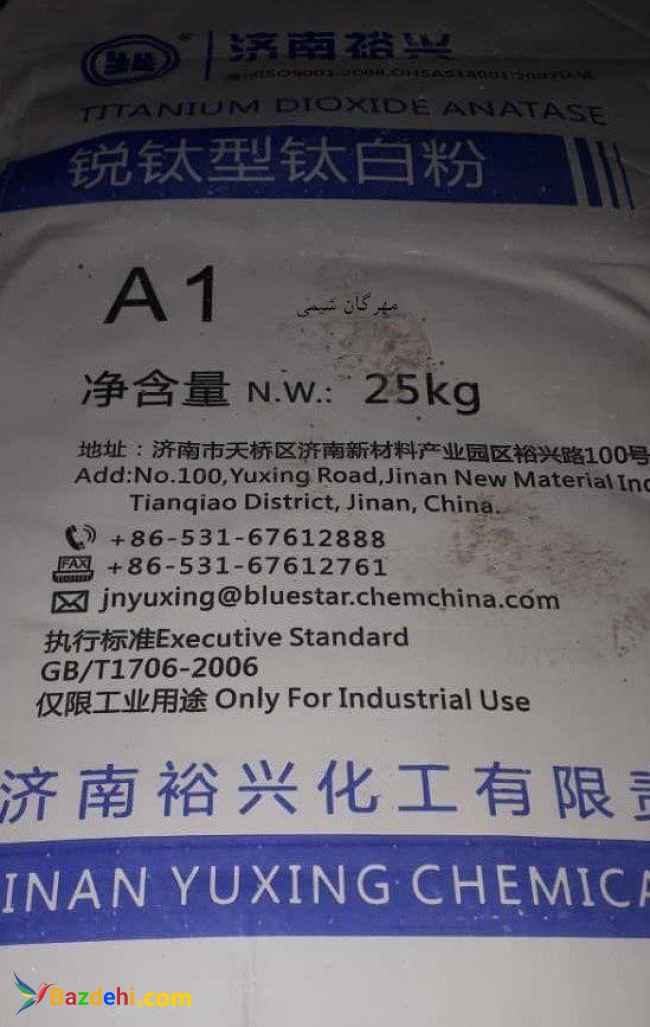 济南裕兴
ISO9001:2008,OHSAS18001:2007
TITANIUM DIOXIDE ANATASE
锐钛型钛白粉
A1
مهرگان شیمی
净含量 N.W.: 25kg
地址：济南市天桥区济南新材料产业园区裕兴路100号
Add:No.100,Yuxing Road,Jinan New Material Ind
Tianqiao District, Jinan, China.
+86-531-67612888
FAX +86-531-67612761
jnyuxing@bluestar.chemchina.com
执行标准Executive Standard
GB/T1706-2006
仅限工业用途 Only For Industrial Use
济南裕兴化工有限责
INAN YUXING CHEMICA
Bazdehi.com